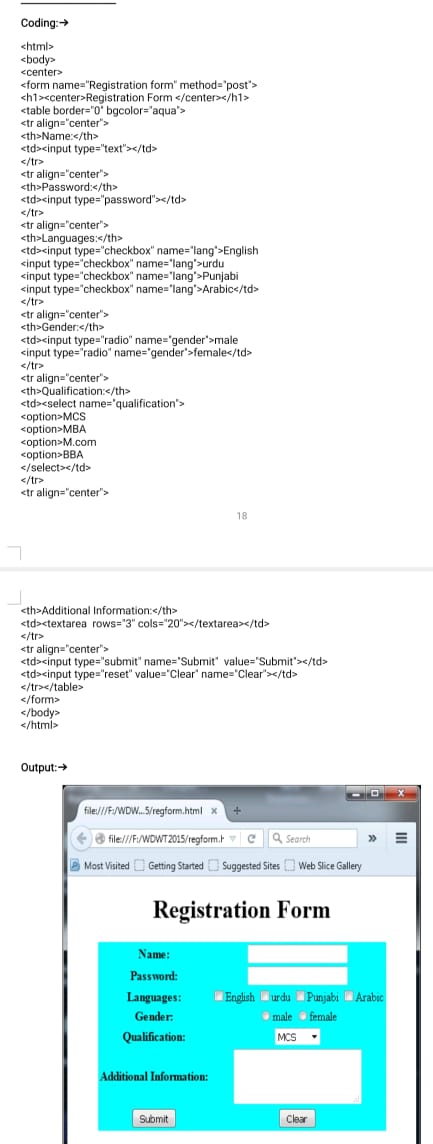 Coding:→
<html>
<body>
<center>
<form name="Registration form" method="post">
<h1><center>Registration Form </center></h1>
<table border="0" bgcolor="aqua">
<tr align="center">
<th>Name:</th>
<td><input type="text"></td>
</tr>
<tr align="center">
<th>Password:</th>
<td><input type="password"></td>
</tr>
<tr align="center">
<th>Languages:</th>
<td><input type="checkbox" name="lang">English
<input type="checkbox" name="lang">urdu
<input type="checkbox" name="lang">Punjabi
<input type="checkbox" name="lang">Arabic</td>
</tr>
<tr align="center">
<th>Gender:</th>
<td><input type="radio" name="gender">male
<input type="radio" name="gender">female</td>
</tr>
<tr align="center">
<th>Qualification:</th>
<td><select name="qualification">
<option>MCS
<option>MBA
<option>M.com
<option>BBA
</select></td>
</tr>
<tr align="center">
18
<th>Additional Information:</th>
<td><textarea  rows="3" cols="20"></textarea></td>
</tr>
<tr align="center">
<td><input type="submit" name="Submit"  value="Submit"></td>
<td><input type="reset" value="Clear" name="Clear"></td>
</tr></table>
</form>
</body>
</html>
Output:→
file:///F:/WDW...5/regform.html × +
file:///F:/WDWT2015/regform.h Search »
Most Visited Getting Started Suggested Sites Web Slice Gallery
Registration Form
Name:
Password:
Languages: English urdu Punjabi Arabic
Gender: male female
Qualification: MCS
Additional Information:
Submit Clear